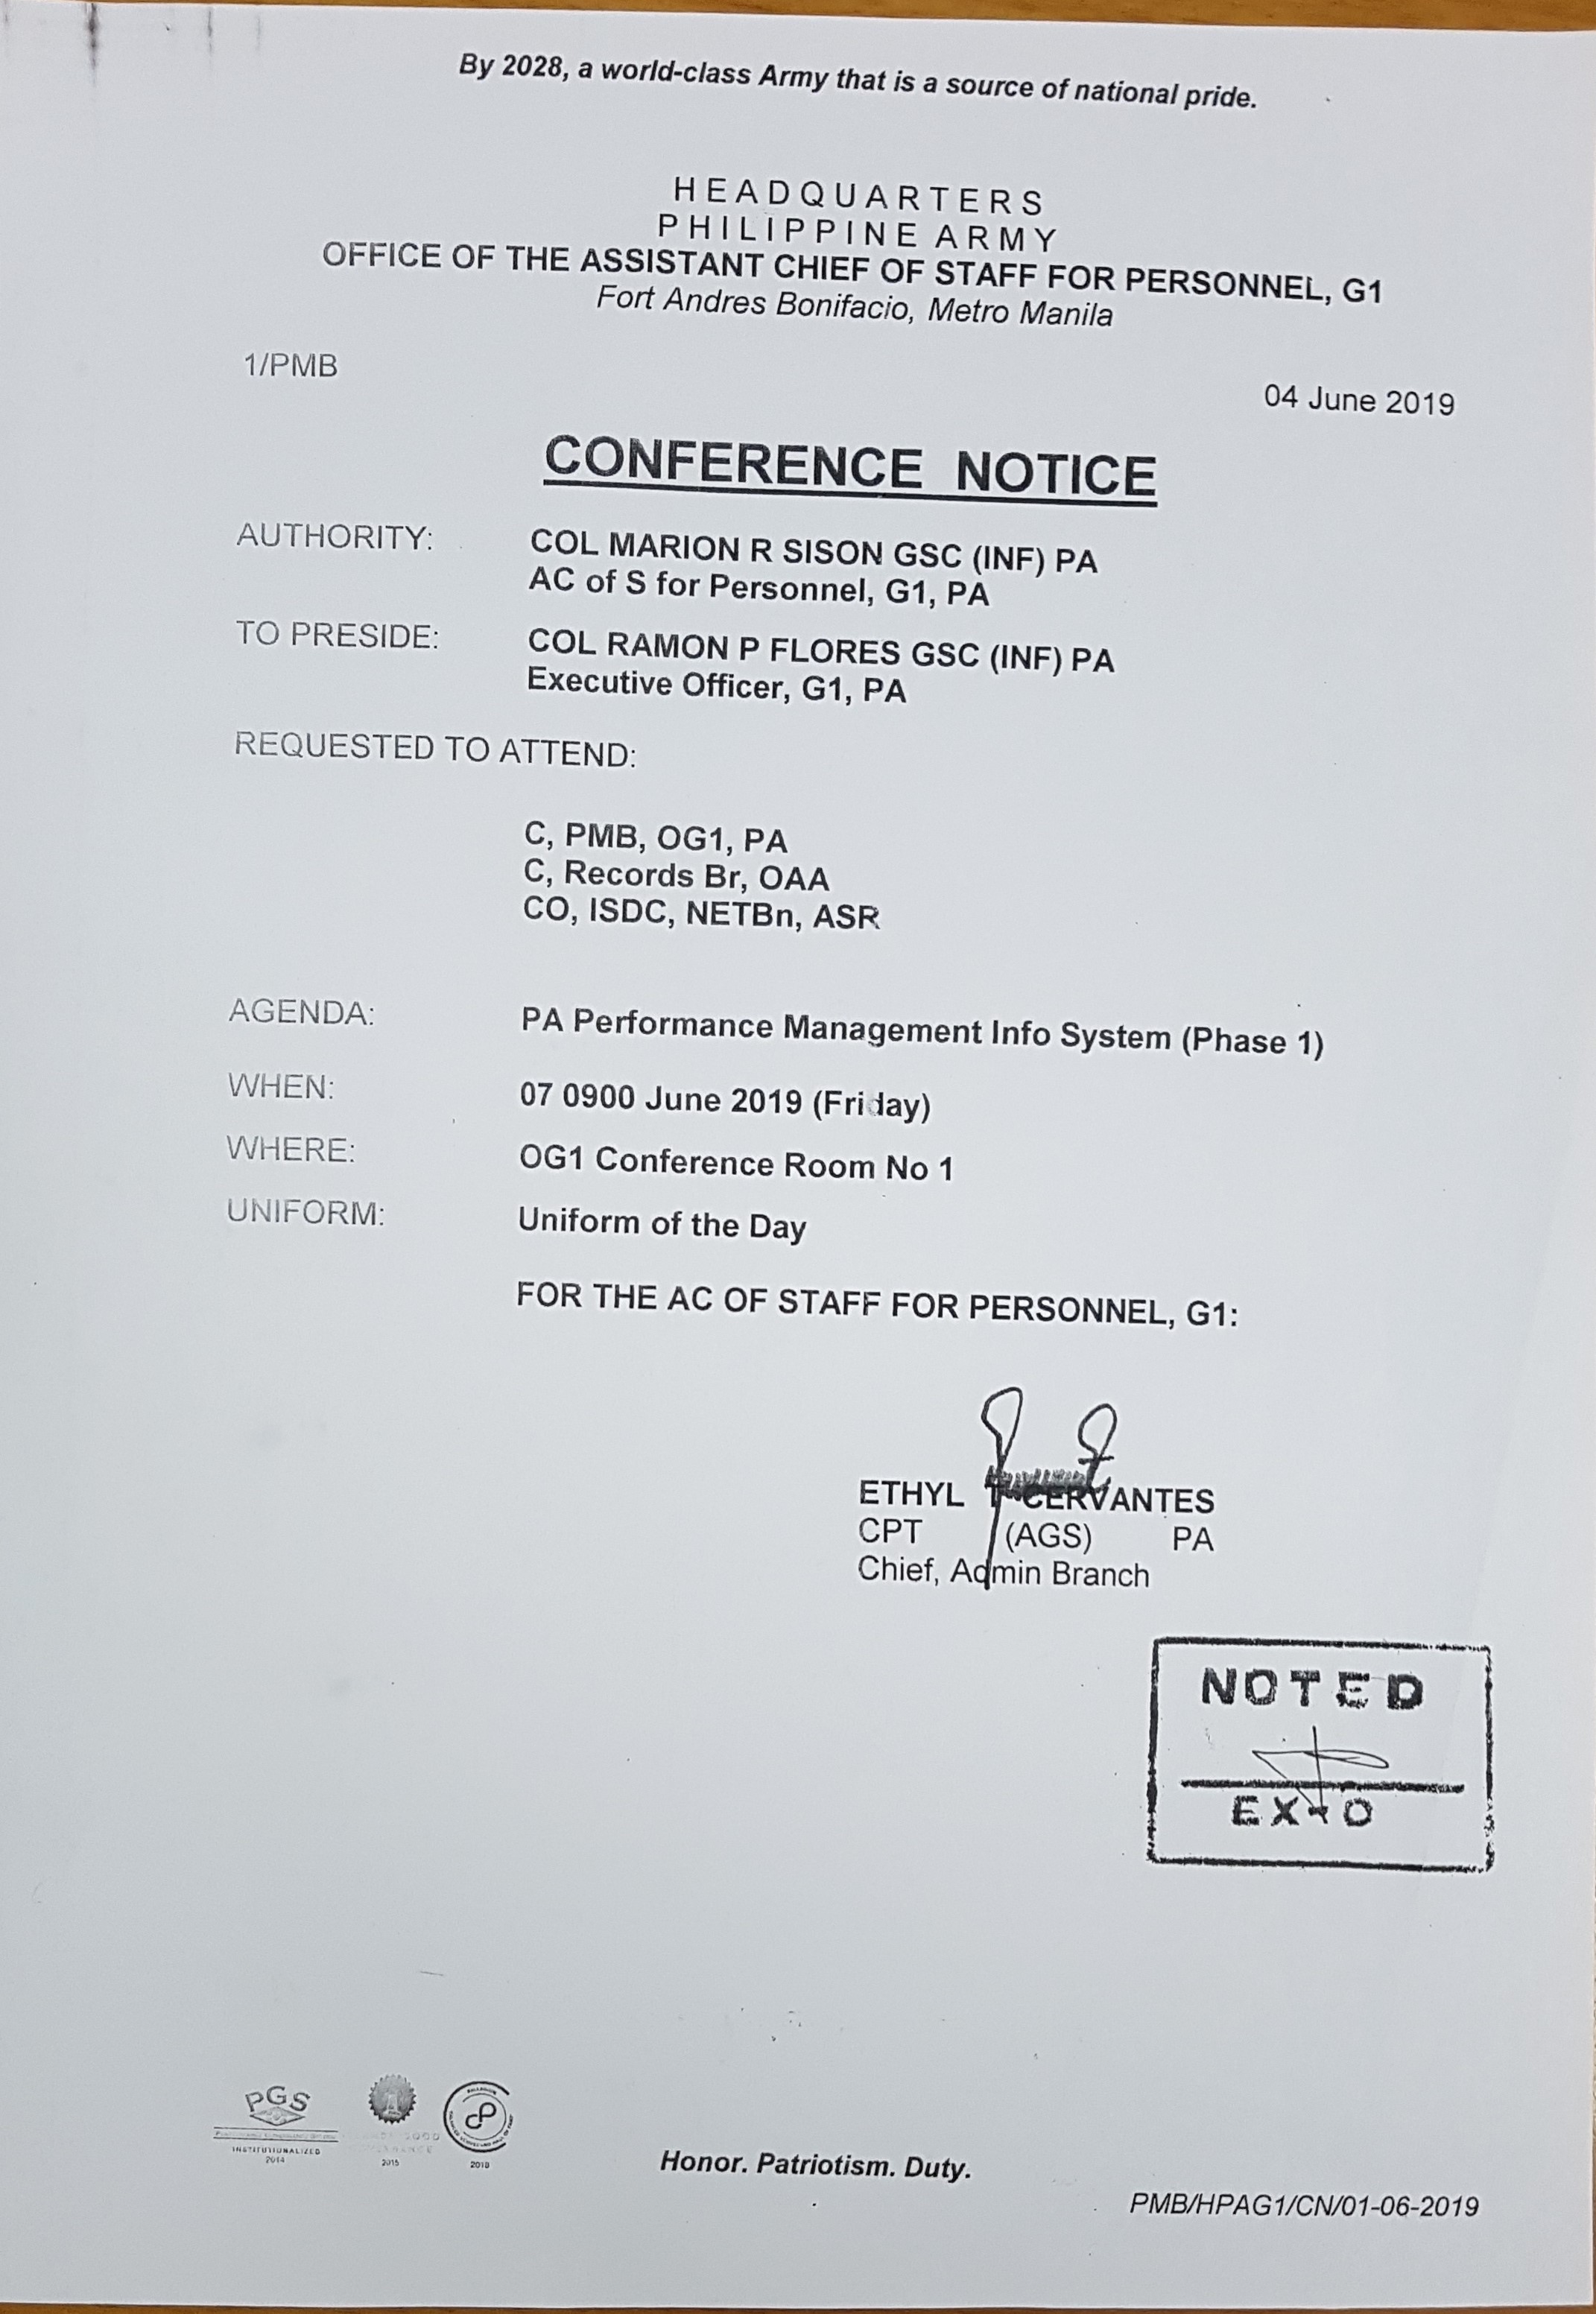 By 2028, a world-class Army that is a source of national pride.
HEADQUARTERS
PHILIPPINE ARMY
OFFICE OF THE ASSISTANT CHIEF OF STAFF FOR PERSONNEL, G1
Fort Andres Bonifacio, Metro Manila
1/PMB
04 June 2019
CONFERENCE NOTICE
AUTHORITY: COL MARION R SISON GSC (INF) PA
AC of S for Personnel, G1, PA
TO PRESIDE: COL RAMON P FLORES GSC (INF) PA
Executive Officer, G1, PA
REQUESTED TO ATTEND:
C, PMB, OG1, PA
C, Records Br, OAA
CO, ISDC, NETBn, ASR
AGENDA: PA Performance Management Info System (Phase 1)
WHEN: 07 0900 June 2019 (Friday)
WHERE: OG1 Conference Room No 1
UNIFORM: Uniform of the Day
FOR THE AC OF STAFF FOR PERSONNEL, G1:
ETHYL CERVANTES
CPT (AGS) PA
Chief, Admin Branch
NOTED
EX-O
PGS
INSTITUTIONALIZED
2014
2015
cP
Honor. Patriotism. Duty.
PMB/HPAG1/CN/01-06-2019